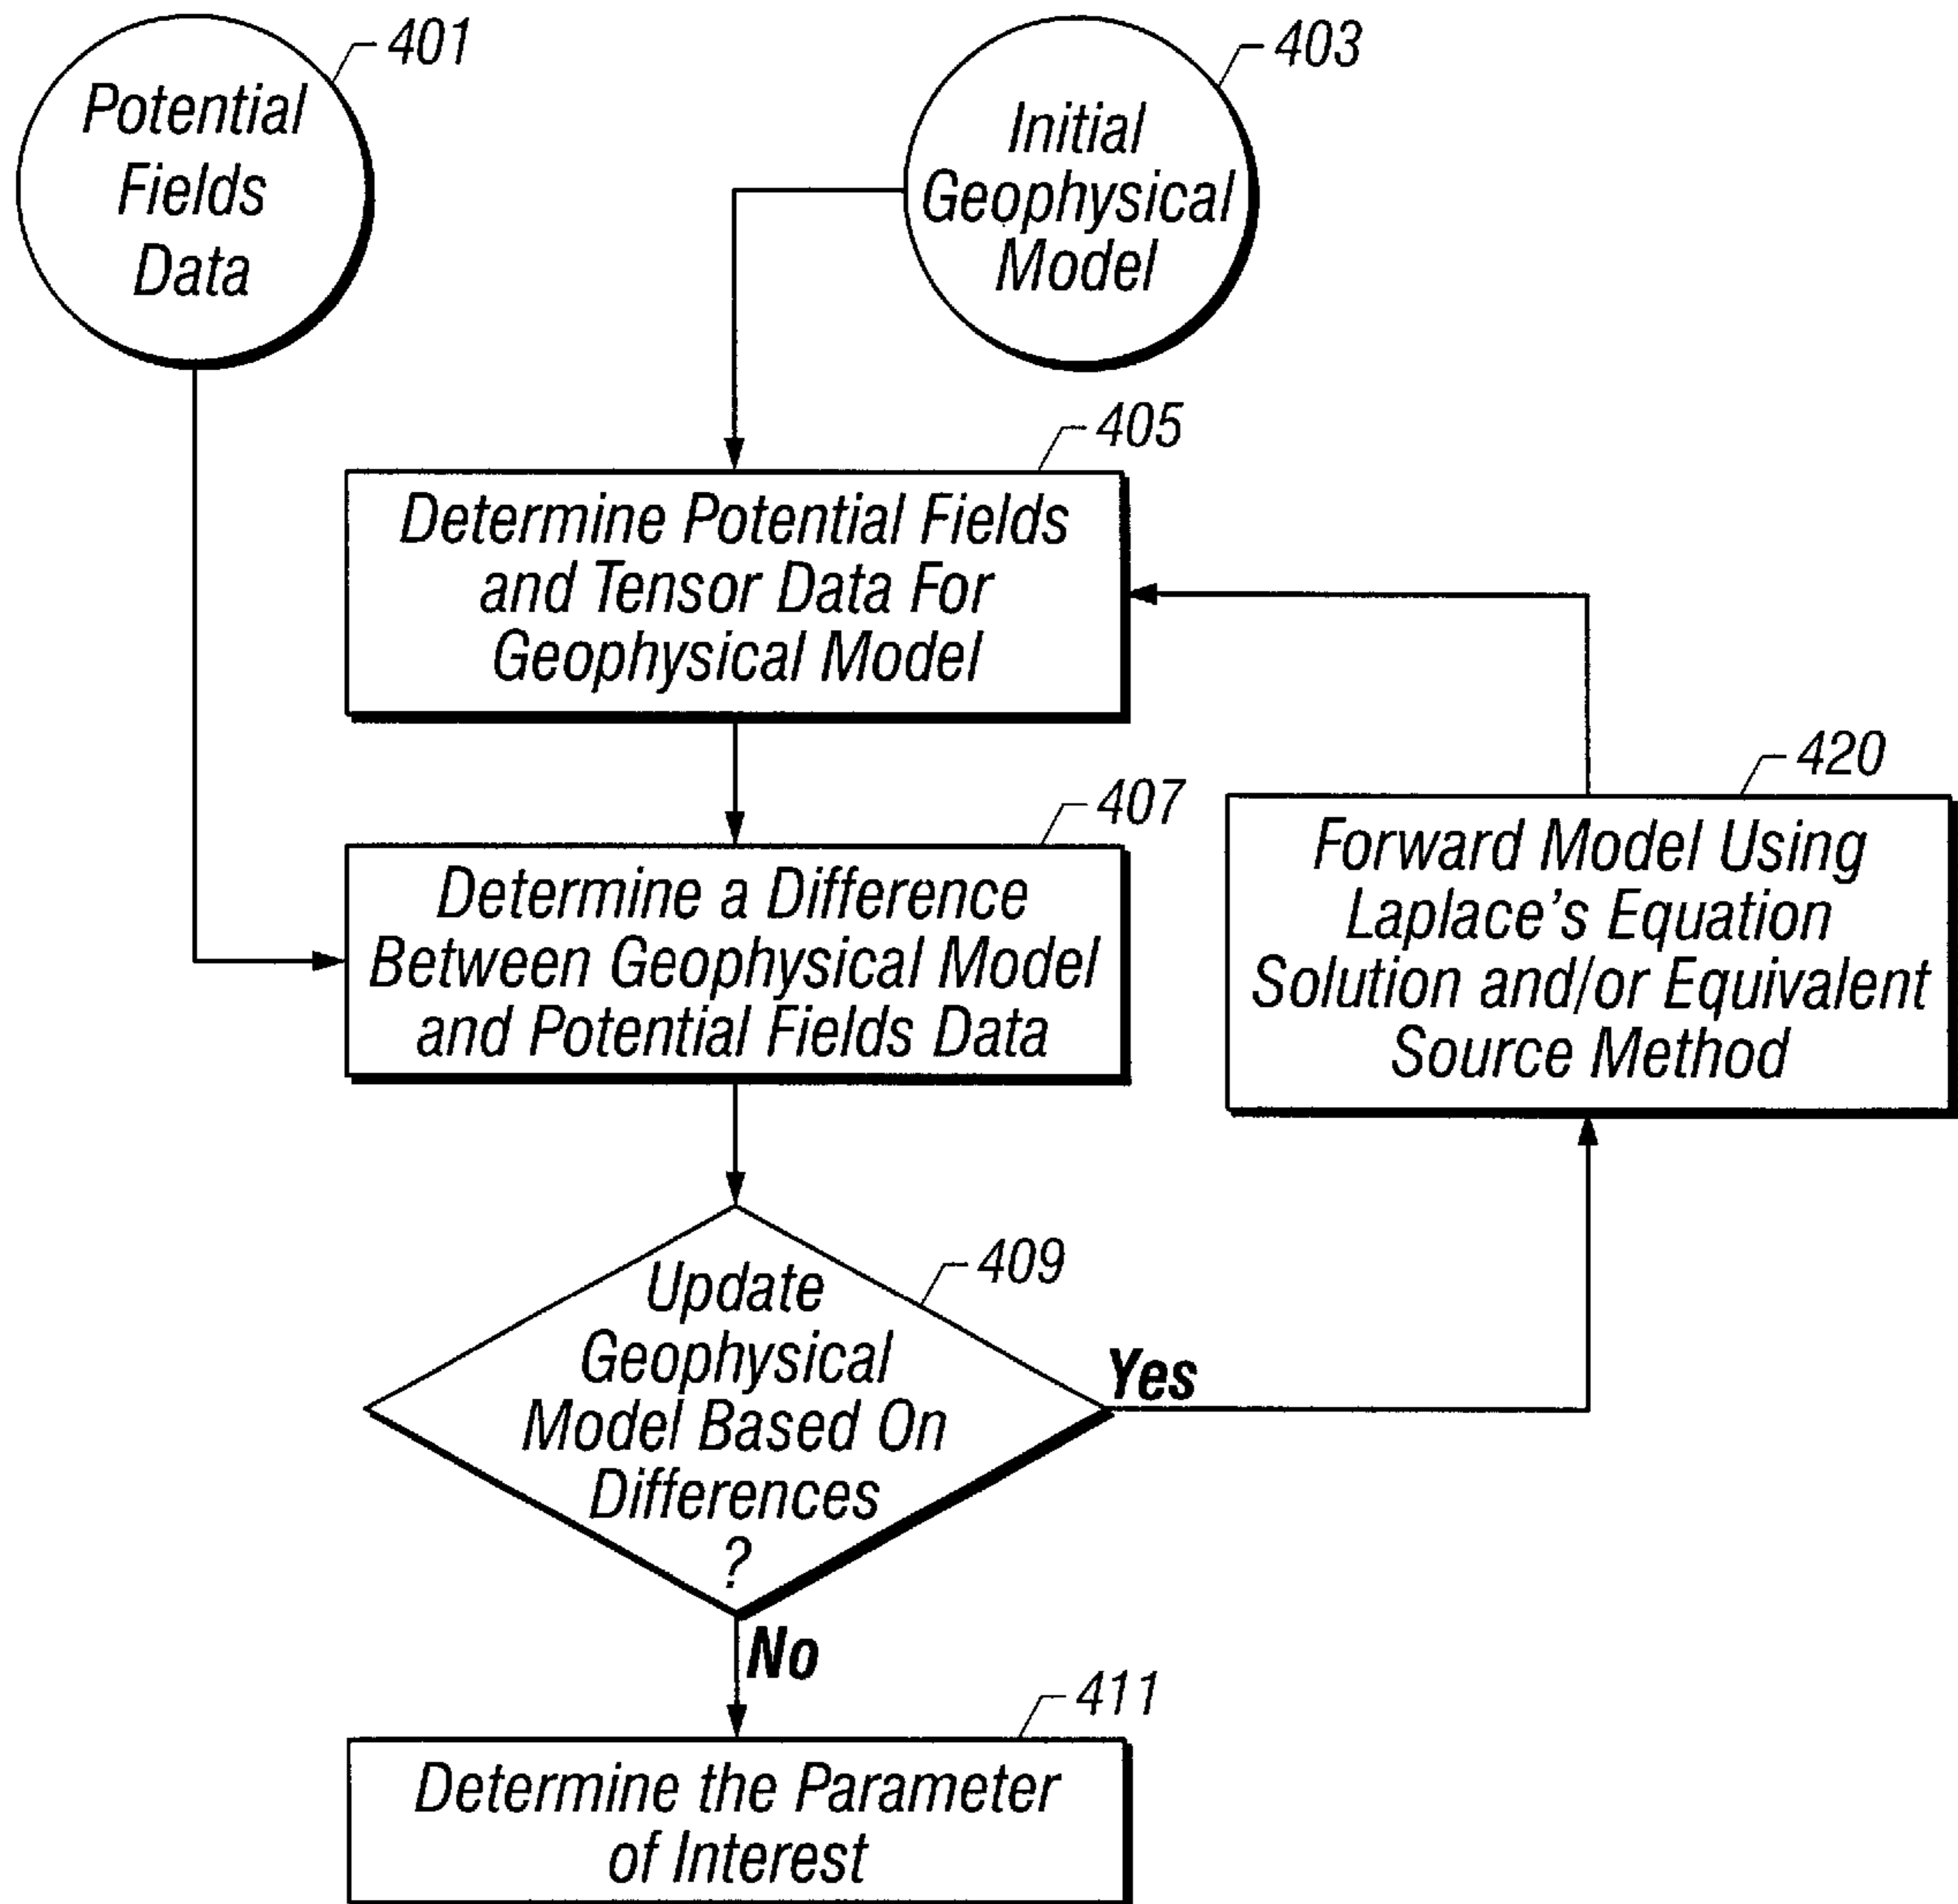 401
Potential
Fields
Data
403
Initial
Geophysical
Model
405
Determine Potential Fields
and Tensor Data For
Geophysical Model
407
Determine a Difference
Between Geophysical Model
and Potential Fields Data
420
Forward Model Using
Laplace's Equation
Solution and/or Equivalent
Source Method
409
Update
Geophysical
Model Based On
Differences
?
Yes
No
411
Determine the Parameter
of Interest